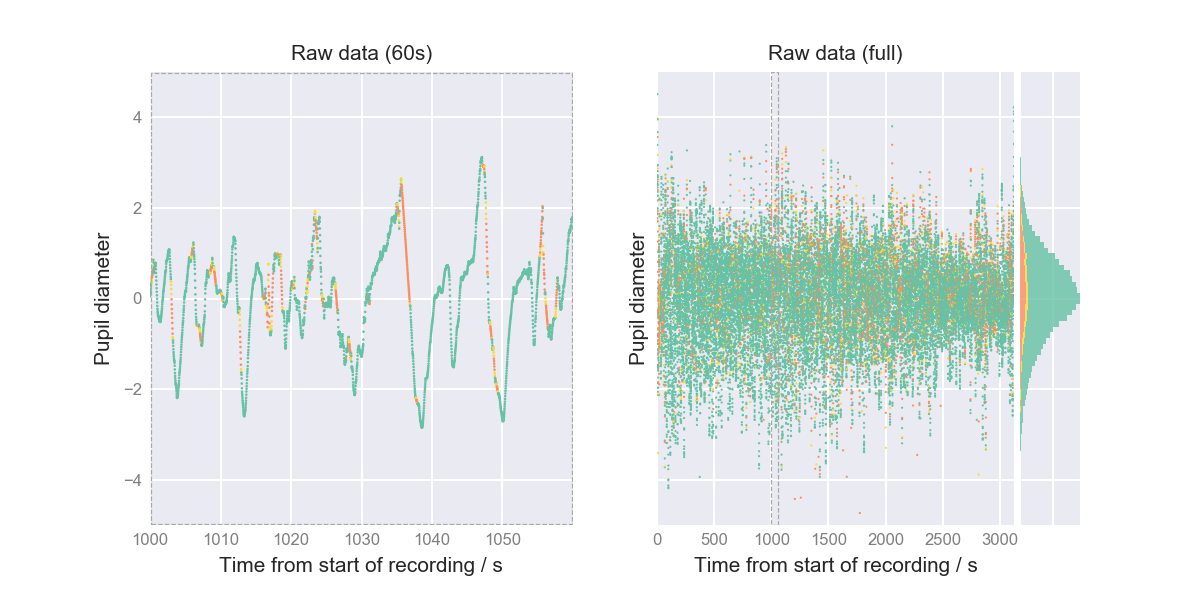 Raw data (60s)
Pupil diameter
4
2
0
−2
−4
1000 1010 1020 1030 1040 1050
Time from start of recording / s
Raw data (full)
Pupil diameter
0 500 1000 1500 2000 2500 3000
Time from start of recording / s